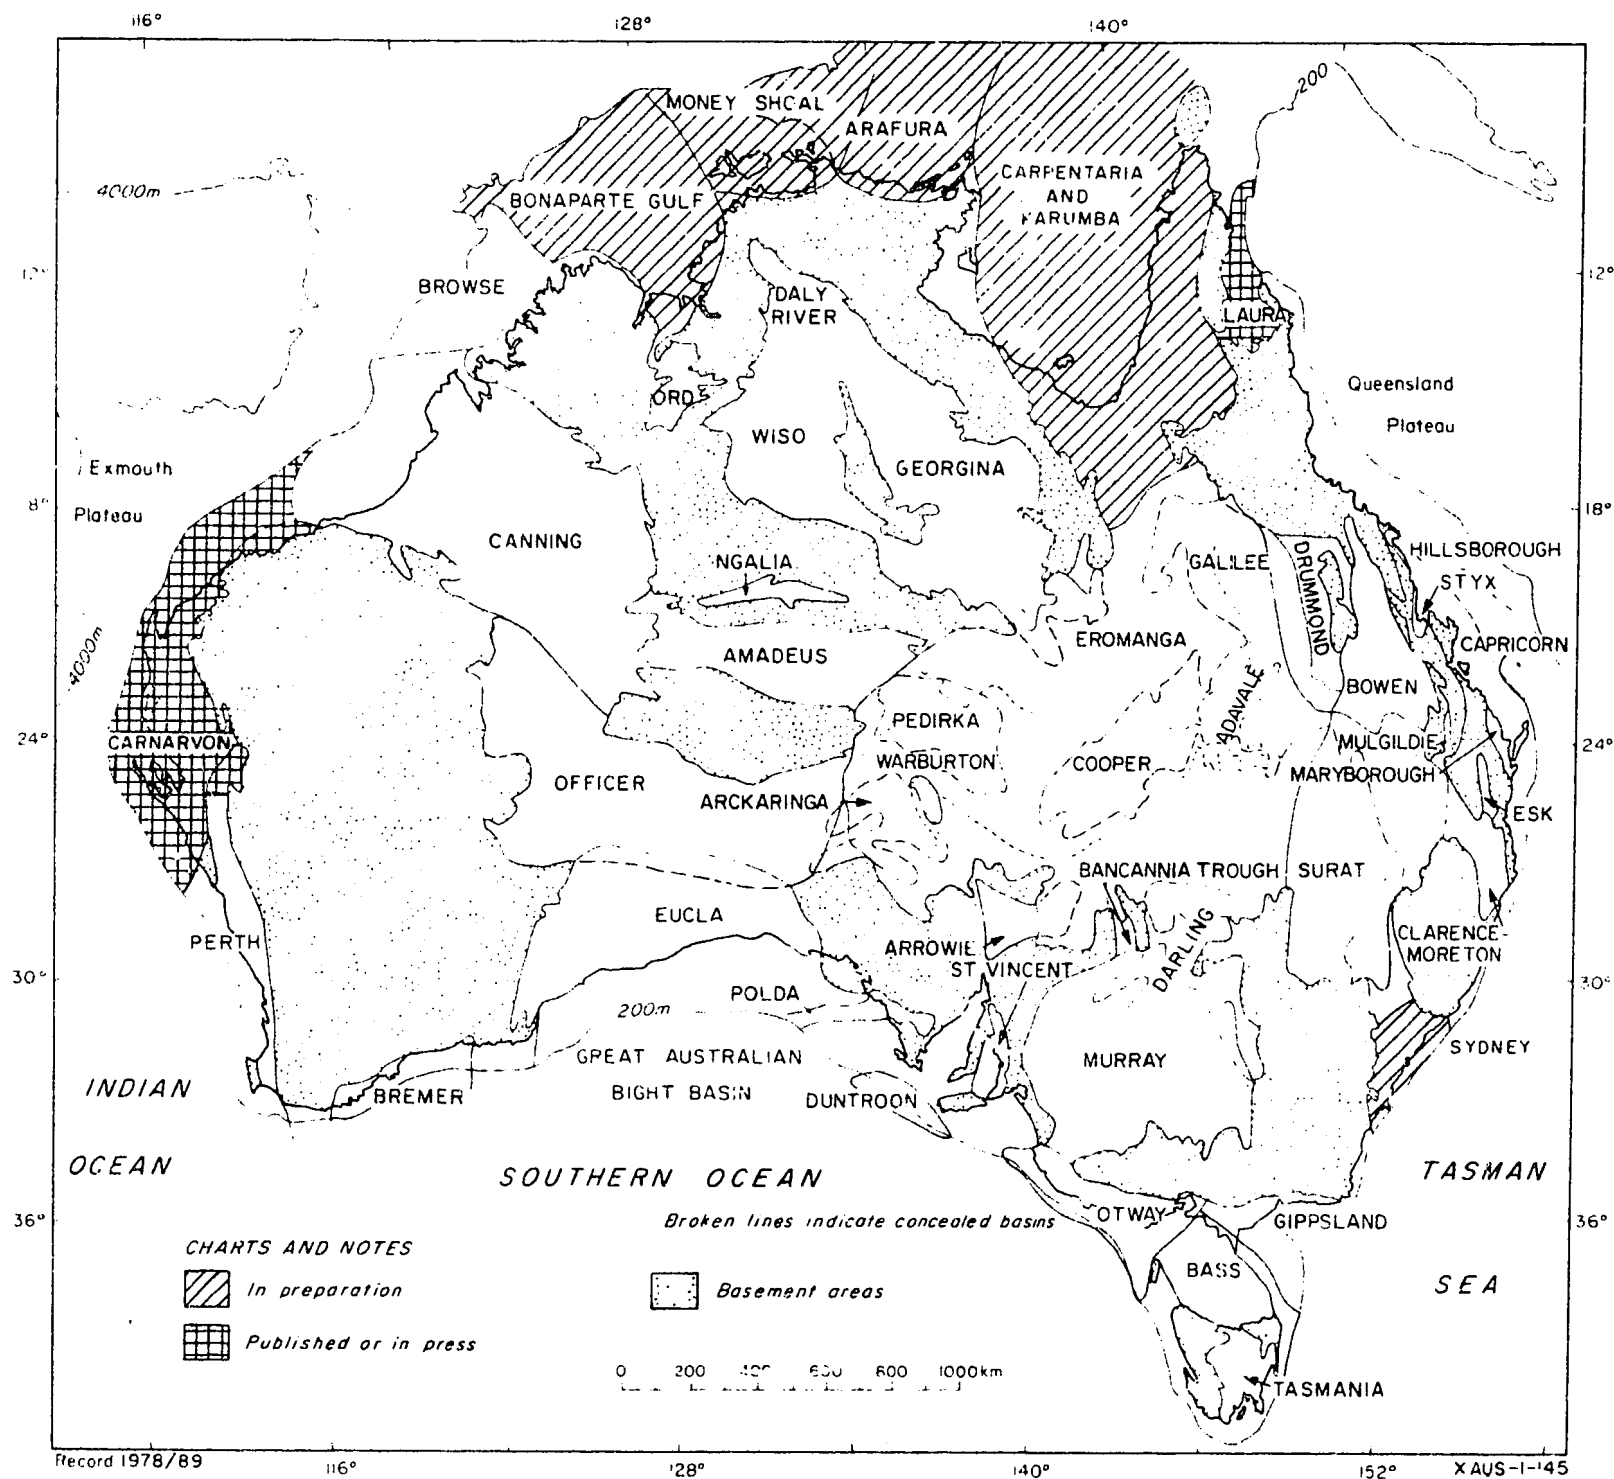 116°
128°
140°
200
MONEY SHOAL
ARAFURA
CARPENTARIA
AND
KARUMBA
4000m
BONAPARTE GULF
12°
BROWSE
12°
DALY
RIVER
LAURA
ORD
Queensland
Plateau
WISO
GEORGINA
Exmouth
Plateau
8°
18°
CANNING
NGALIA
GALILEE
DRUMMOND
HILLSBOROUGH
STYX
EROMANGA
CAPRICORN
4000m
AMADEUS
ADAVALE
BOWEN
PEDIRKA
24°
CARNARVON
MULGILDIE
24°
WARBURTON
COOPER
MARYBOROUGH
OFFICER
ARCKARINGA
ESK
BANCANNIA TROUGH
SURAT
EUCLA
PERTH
ARROWIE
DARLING
CLARENCE-
MORETON
ST VINCENT
30°
30°
POLDA
200m
SYDNEY
GREAT AUSTRALIAN
BIGHT BASIN
MURRAY
INDIAN
OCEAN
BREMER
DUNTROON
SOUTHERN OCEAN
TASMAN
SEA
36°
Broken lines indicate concealed basins
OTWAY
GIPPSLAND
36°
CHARTS AND NOTES
In preparation
Basement areas
BASS
Published or in press
0 200 600 800 1000km
TASMANIA
Record 1978/89
116°
128°
140°
152°
XAUS-1-145